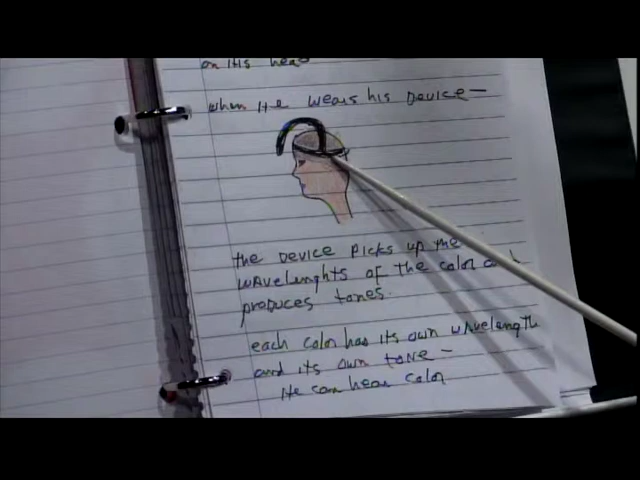 on His head
when He wears his Device—
the Device picks up the
wavelenghts of the color
produces tones.
each color has its own wavelength
and its own tone—
He can hear color